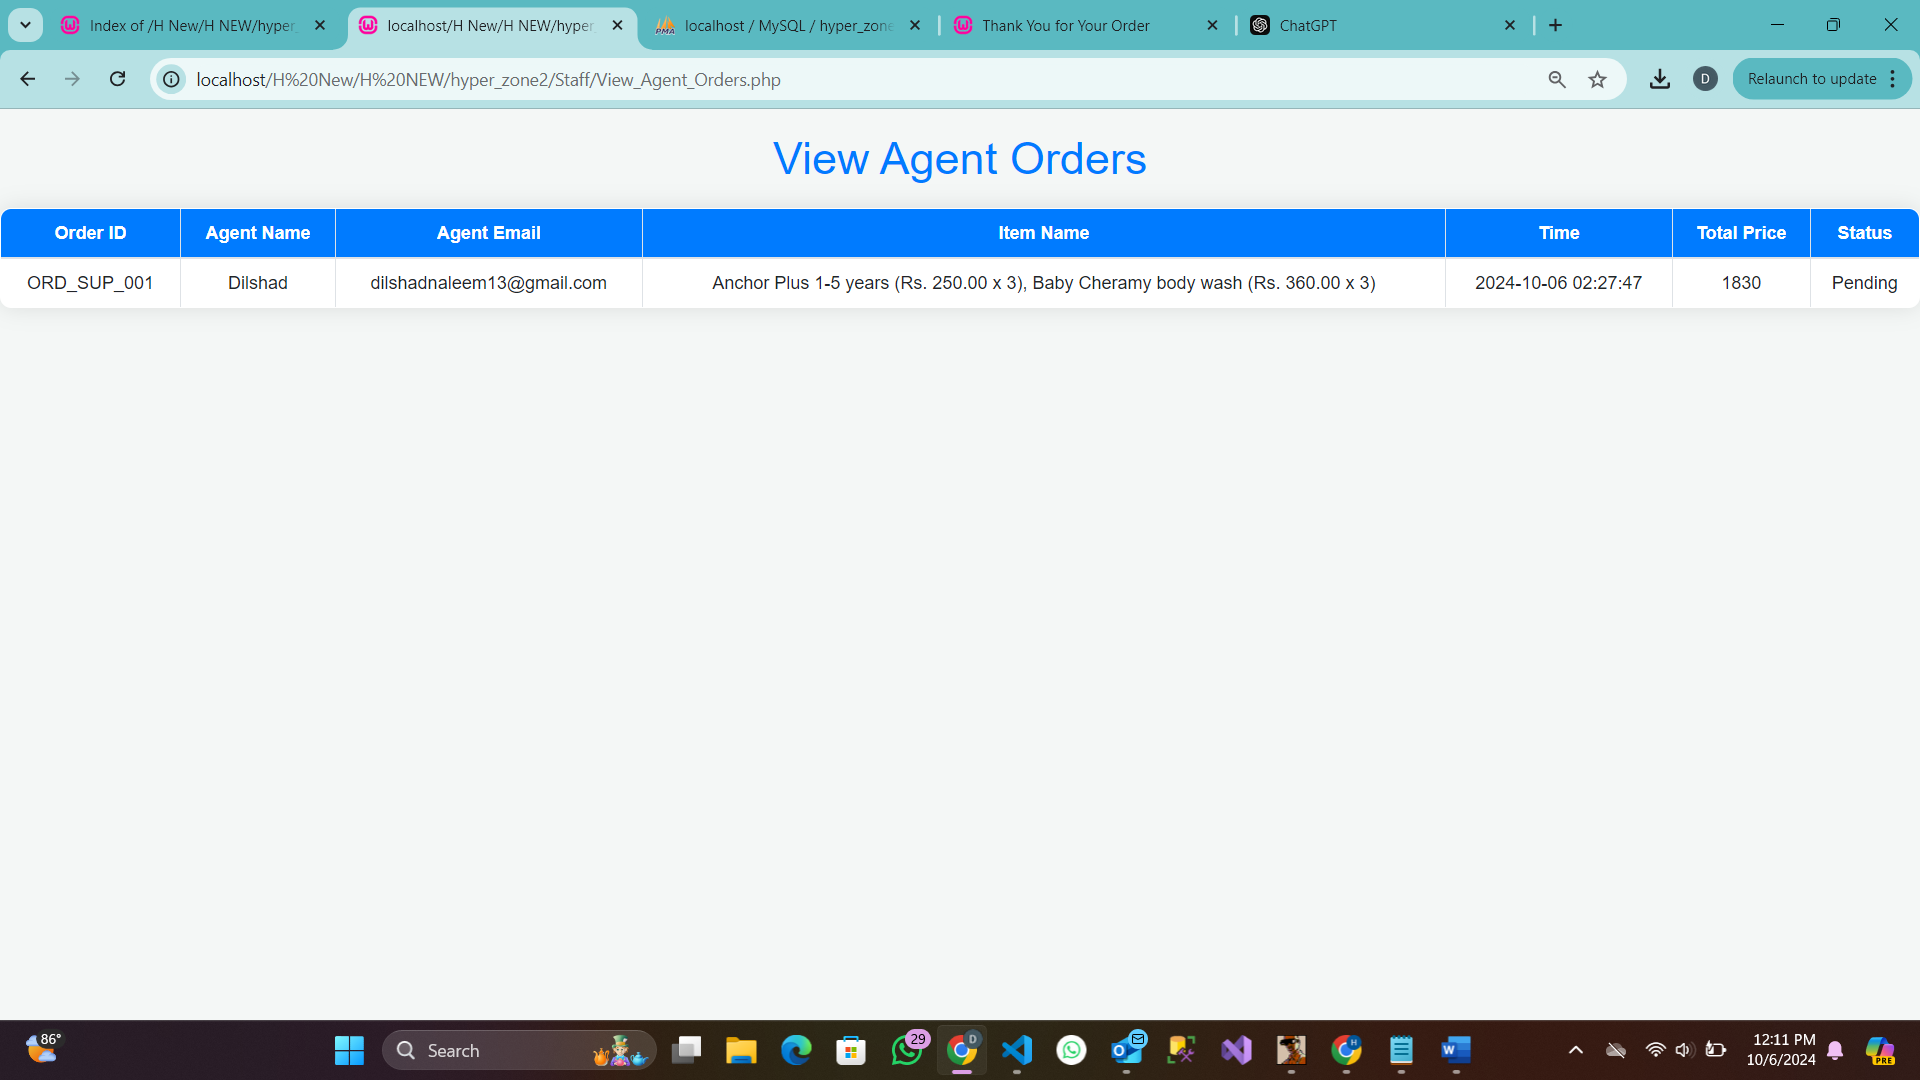 Index of /H New/H NEW/hyper_
localhost/H New/H NEW/hyper_
localhost / MySQL / hyper_zone
Thank You for Your Order
ChatGPT
localhost/H%20New/H%20NEW/hyper_zone2/Staff/View_Agent_Orders.php
D
Relaunch to update
View Agent Orders
Order ID Agent Name Agent Email Item Name Time Total Price Status
ORD_SUP_001 Dilshad dilshadnaleem13@gmail.com Anchor Plus 1-5 years (Rs. 250.00 x 3), Baby Cheramy body wash (Rs. 360.00 x 3) 2024-10-06 02:27:47 1830 Pending
86°
Search
29
D
H
12:11 PM
10/6/2024
PRE